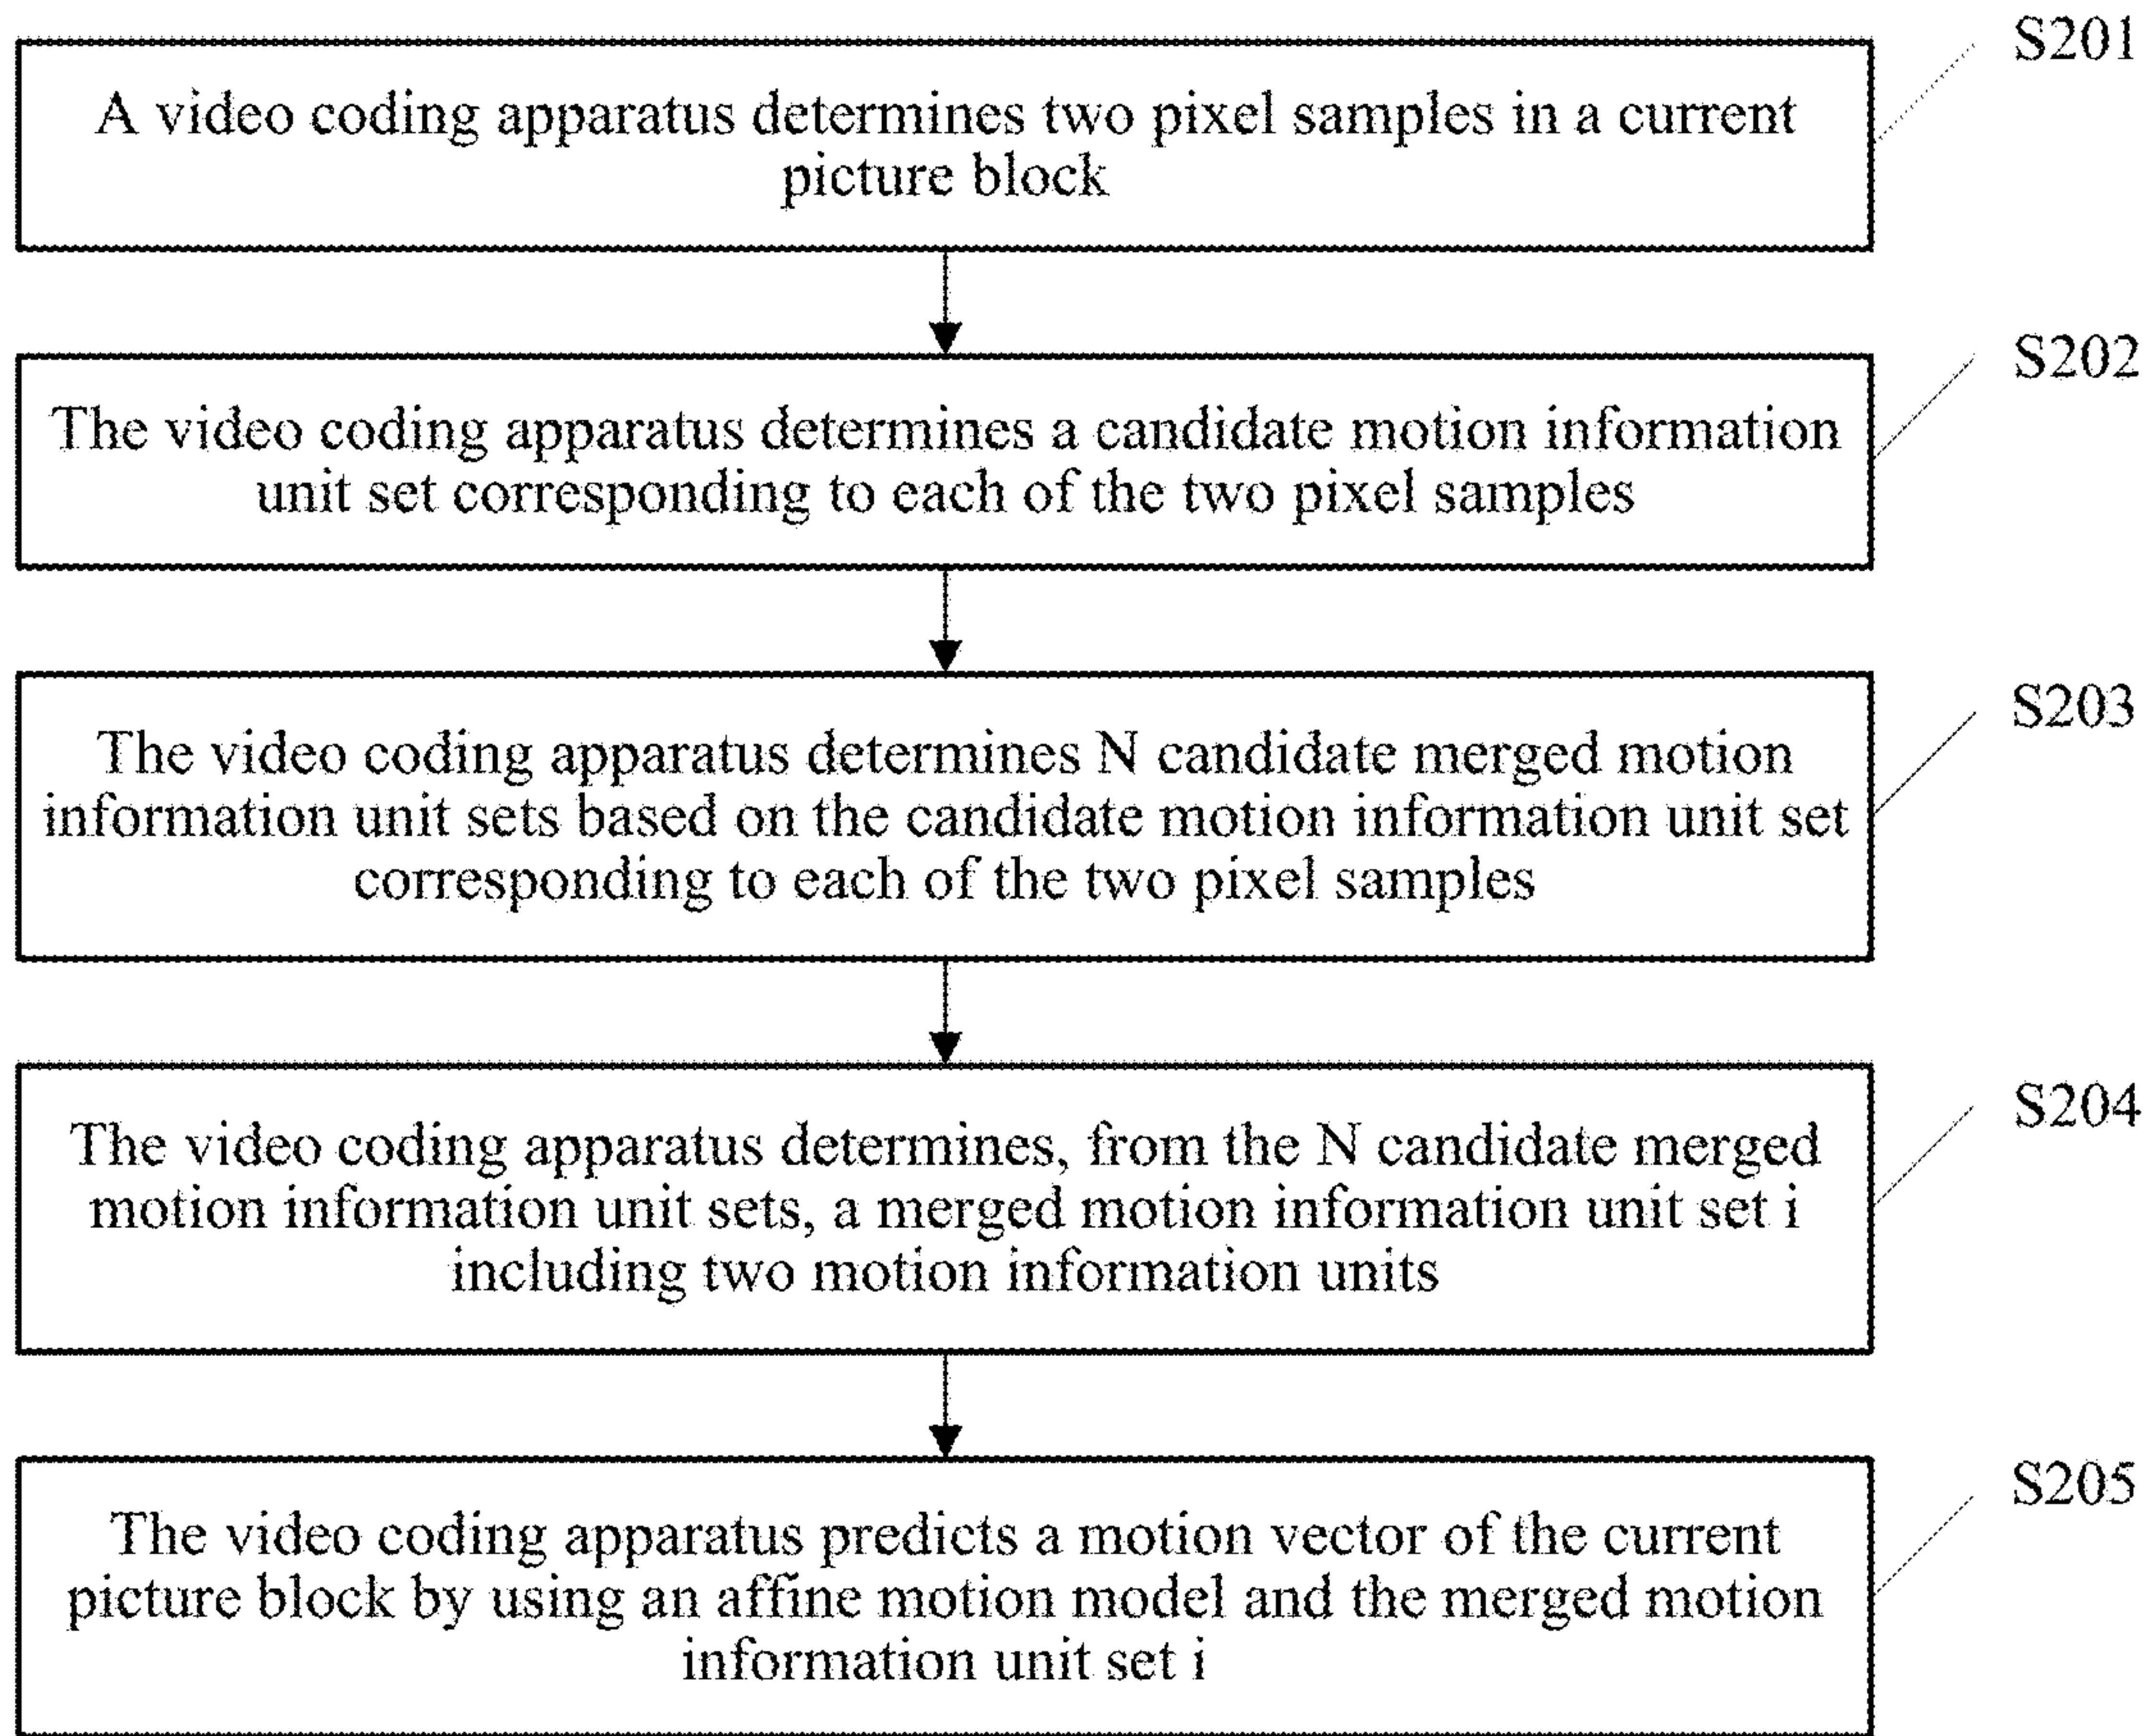 S201
A video coding apparatus determines two pixel samples in a current
picture block
S202
The video coding apparatus determines a candidate motion information
unit set corresponding to each of the two pixel samples
S203
The video coding apparatus determines N candidate merged motion
information unit sets based on the candidate motion information unit set
corresponding to each of the two pixel samples
S204
The video coding apparatus determines, from the N candidate merged
motion information unit sets, a merged motion information unit set i
including two motion information units
S205
The video coding apparatus predicts a motion vector of the current
picture block by using an affine motion model and the merged motion
information unit set i